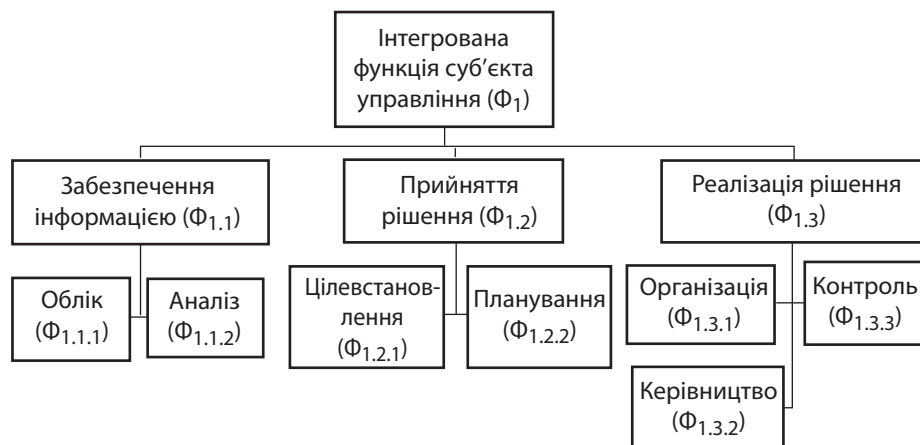 Інтегрована
функція суб’єкта
управління (Ф1)
Забезпечення
інформацією (Ф1.1)
Прийняття
рішення (Ф1.2)
Реалізація рішення
(Ф1.3)
Облік
(Ф1.1.1)
Аналіз
(Ф1.1.2)
Цілевстанов-
лення
(Ф1.2.1)
Планування
(Ф1.2.2)
Організація
(Ф1.3.1)
Контроль
(Ф1.3.3)
Керівництво
(Ф1.3.2)